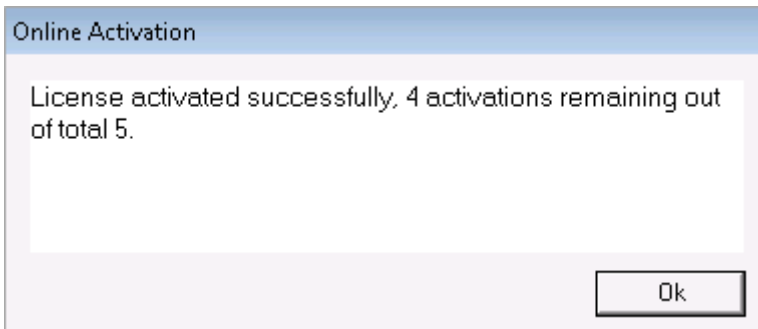 Online Activation
License activated successfully, 4 activations remaining out
of total 5.
Ok